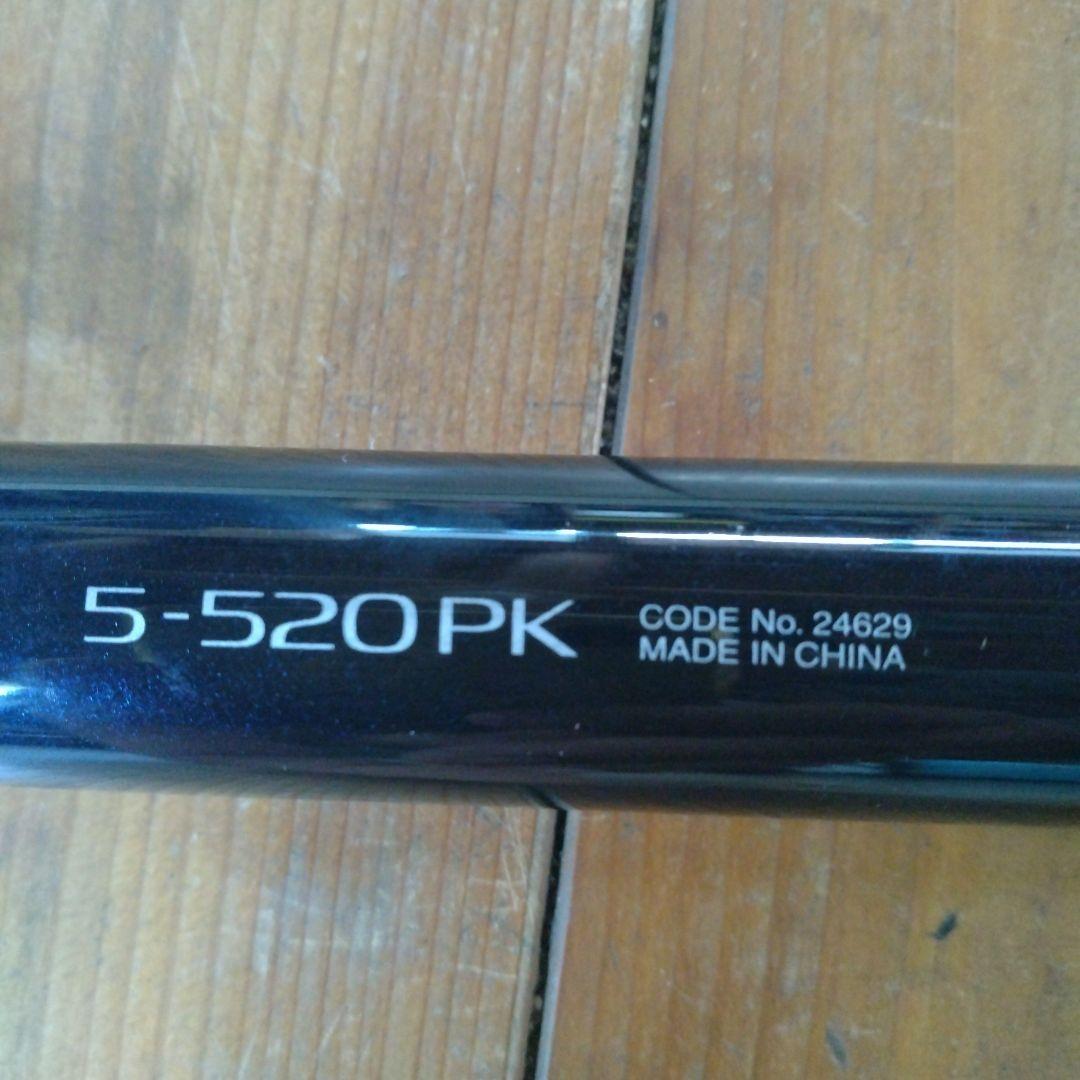 5-520PK
CODE No. 24629
MADE IN CHINA